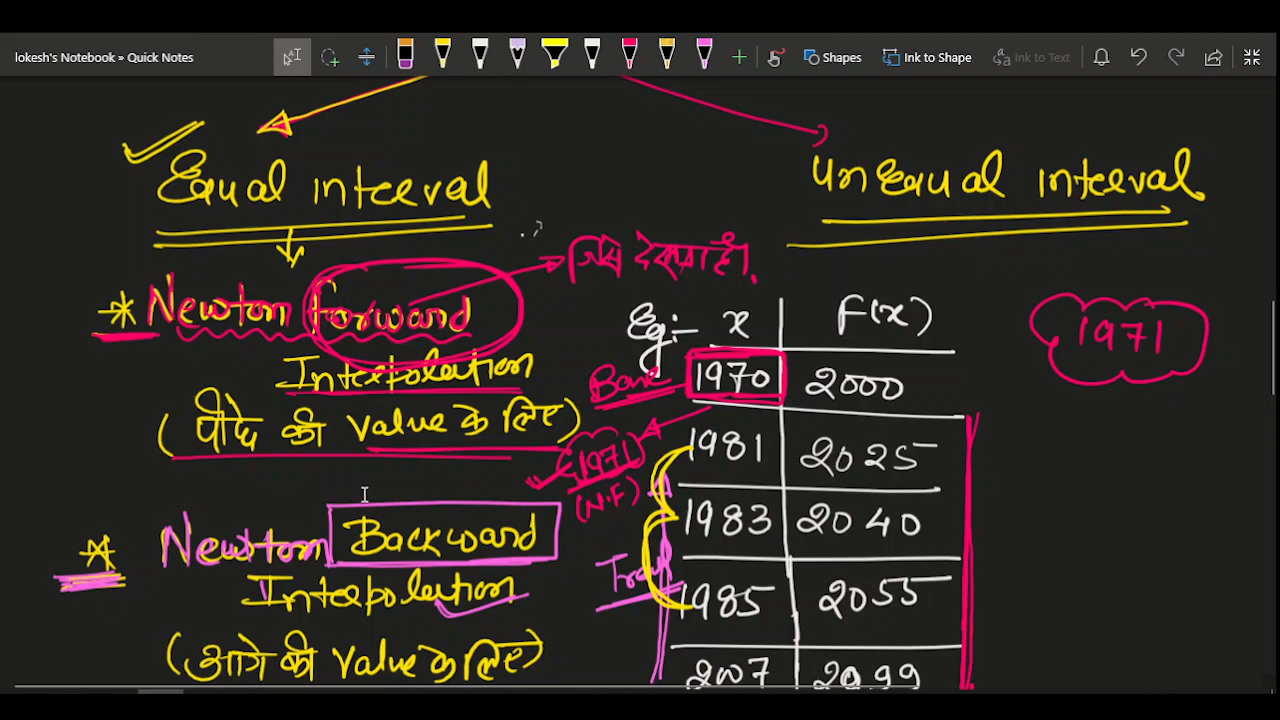 lokesh's Notebook » Quick Notes
Shapes
Ink to Shape
Ink to Text
Equal interval
UnEqual interval
* Newton forward
Interpolation
(पीछे की value के लिए)
* Newton Backward
Interpolation
(आगे की value के लिए)
जिसे देखना है।
Eg:- x F(x)
1970 2000
1981 2025
1983 2040
1985 2055
2007 2099
1971
(N.F)
1971